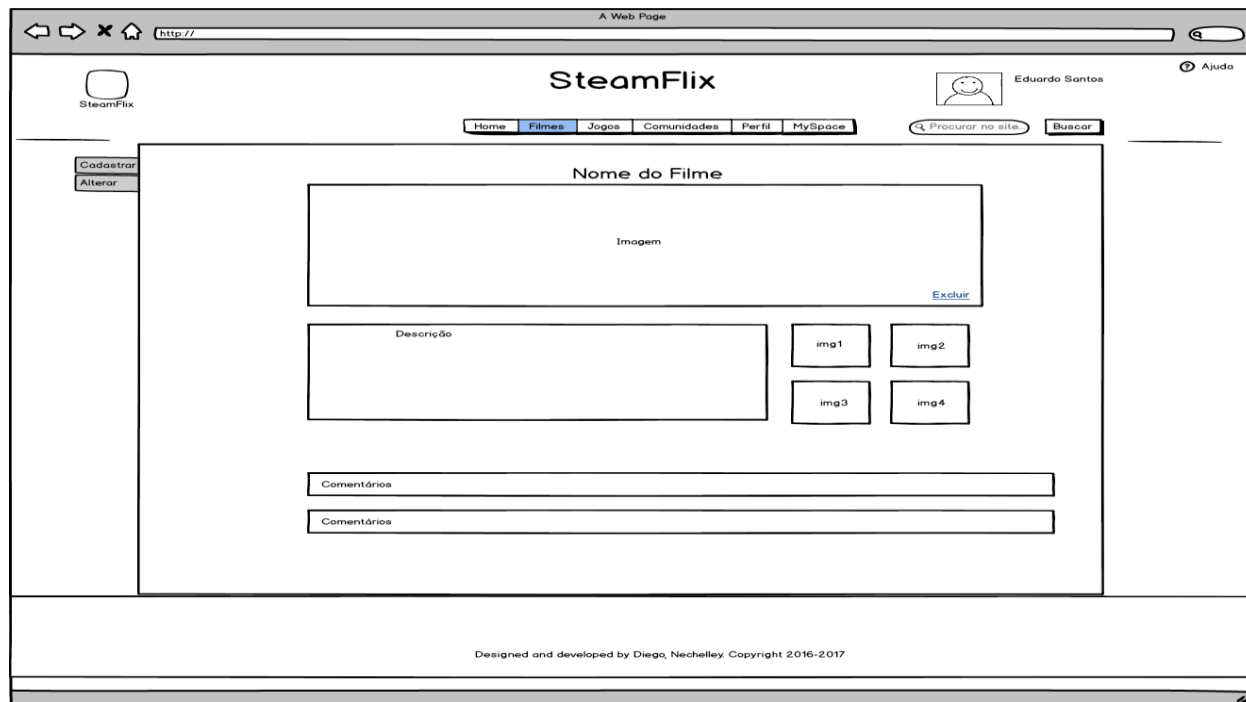 A Web Page
http://
SteamFlix
SteamFlix
Eduardo Santos
Ajuda
Home Filmes Jogos Comunidades Perfil MySpace
Procurar no site..
Buscar
Cadastrar
Alterar
Nome do Filme
Imagem
Excluir
Descrição
img1
img2
img3
img4
Comentários
Comentários
Designed and developed by Diego, Nechelley. Copyright 2016-2017